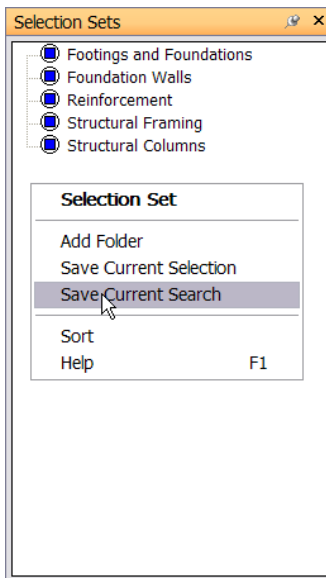 Selection Sets
Footings and Foundations
Foundation Walls
Reinforcement
Structural Framing
Structural Columns
Selection Set
Add Folder
Save Current Selection
Save Current Search
Sort
Help F1